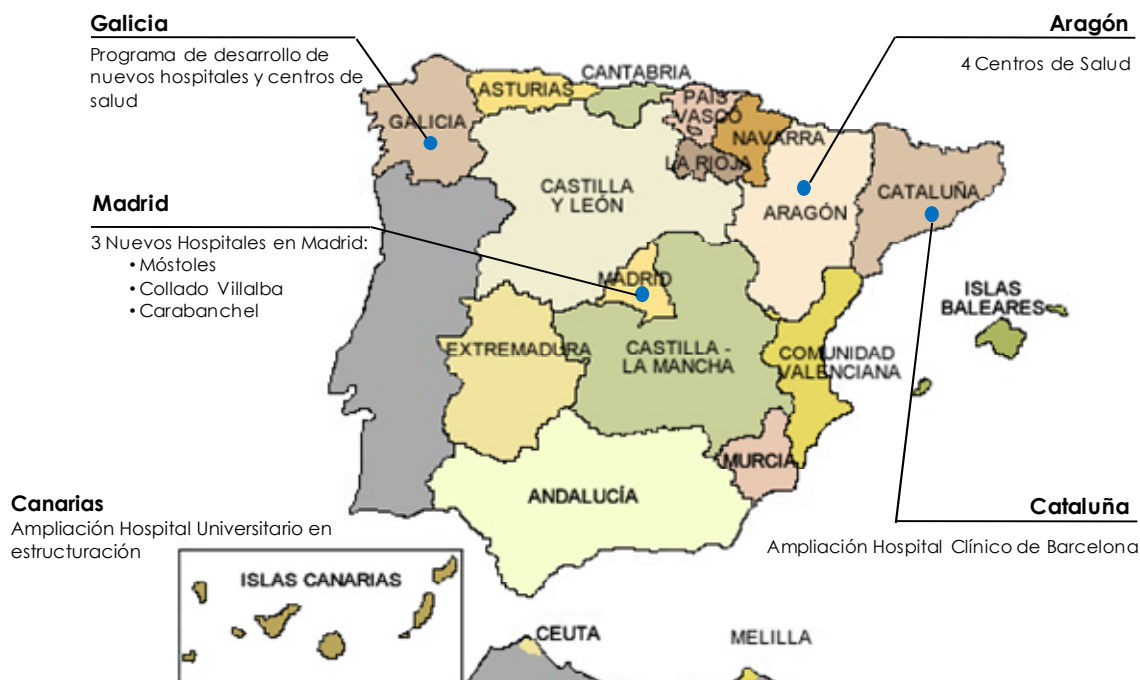 Galicia
Programa de desarrollo de
nuevos hospitales y centros de
salud
Aragón
4 Centros de Salud
CANTABRIA
ASTURIAS
PAIS
VASCO
GALICIA
NAVARRA
LA RIOJA
CASTILLA
Y LEÓN
CATALUÑA
ARAGÓN
Madrid
3 Nuevos Hospitales en Madrid:
• Móstoles
• Collado Villalba
• Carabanchel
MADRID
ISLAS
BALEARES
EXTREMADURA
CASTILLA -
LA MANCHA
COMUNIDAD
VALENCIANA
MURCIA
ANDALUCÍA
Canarias
Ampliación Hospital Universitario en
estructuración
Cataluña
Ampliación Hospital Clínico de Barcelona
ISLAS CANARIAS
CEUTA
MELILLA